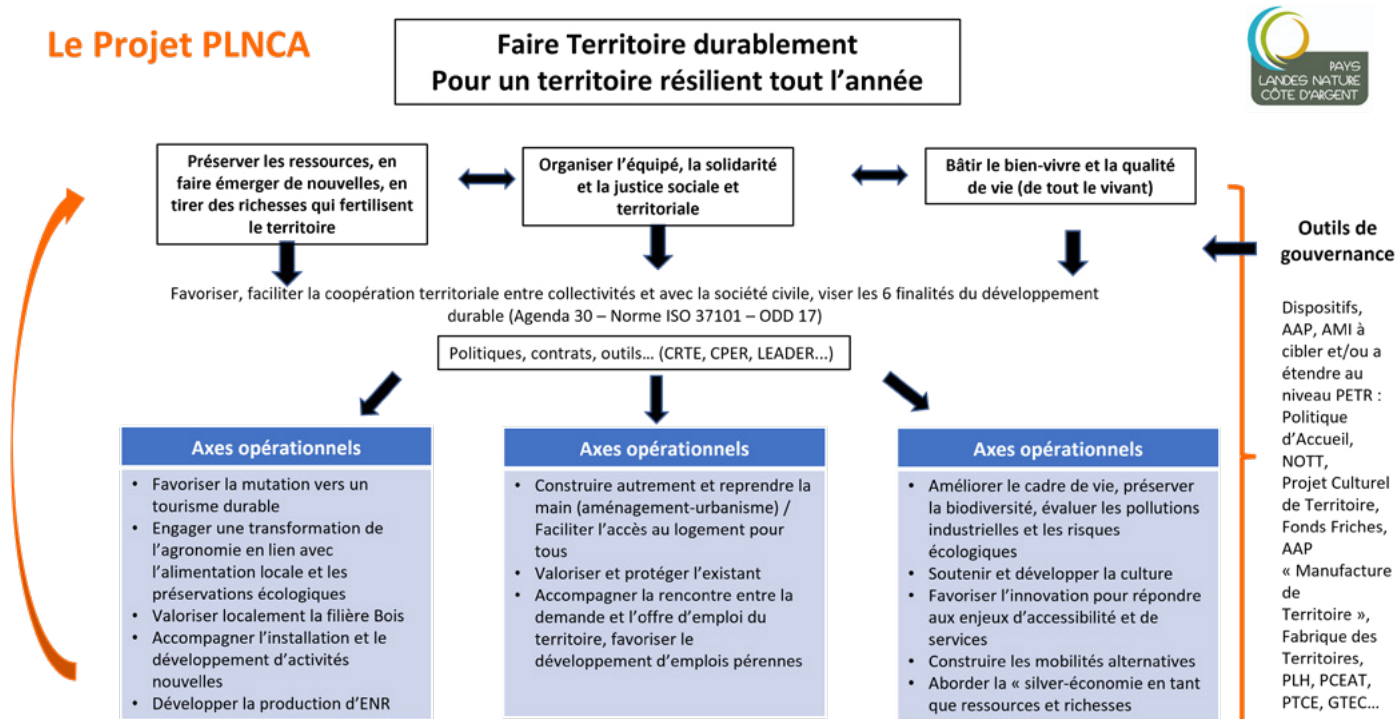 Le Projet PLNCA
Faire Territoire durablement
Pour un territoire résilient tout l'année
PAYS
LANDES NATURE
CÔTE D'ARGENT
Préserver les ressources, en
faire émerger de nouvelles, en
tirer des richesses qui fertilisent
le territoire
Organiser l'équipé, la solidarité
et la justice sociale et
territoriale
Bâtir le bien-vivre et la qualité
de vie (de tout le vivant)
Favoriser, faciliter la coopération territoriale entre collectivités et avec la société civile, viser les 6 finalités du développement
durable (Agenda 30 – Norme ISO 37101 – ODD 17)
Politiques, contrats, outils… (CRTE, CPER, LEADER...)
Axes opérationnels
• Favoriser la mutation vers un
tourisme durable
• Engager une transformation de
l'agronomie en lien avec
l'alimentation locale et les
préservations écologiques
• Valoriser localement la filière Bois
• Accompagner l'installation et le
développement d'activités
nouvelles
• Développer la production d'ENR
Axes opérationnels
• Construire autrement et reprendre la
main (aménagement-urbanisme) /
Faciliter l'accès au logement pour
tous
• Valoriser et protéger l'existant
• Accompagner la rencontre entre la
demande et l'offre d'emploi du
territoire, favoriser le
développement d'emplois pérennes
Axes opérationnels
• Améliorer le cadre de vie, préserver
la biodiversité, évaluer les pollutions
industrielles et les risques
écologiques
• Soutenir et développer la culture
• Favoriser l'innovation pour répondre
aux enjeux d'accessibilité et de
services
• Construire les mobilités alternatives
• Aborder la « silver-économie en tant
que ressources et richesses
Outils de
gouvernance
Dispositifs,
AAP, AMI à
cibler et/ou a
étendre au
niveau PETR :
Politique
d'Accueil,
NOTT,
Projet Culturel
de Territoire,
Fonds Friches,
AAP
« Manufacture
de
Territoire »,
Fabrique des
Territoires,
PLH, PCEAT,
PTCE, GTEC…